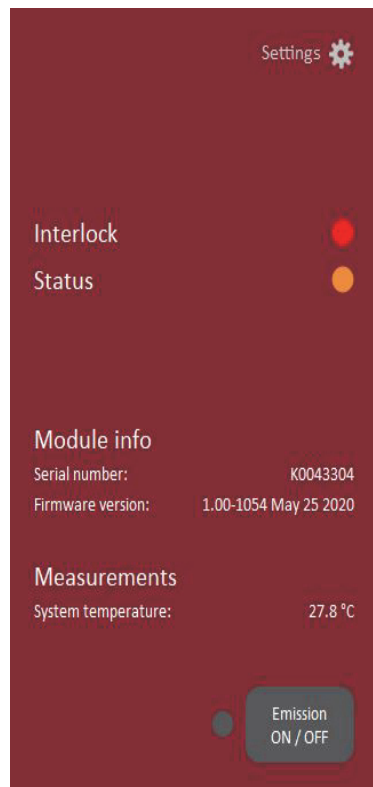 Settings
Interlock
Status
Module info
Serial number: K0043304
Firmware version: 1.00-1054 May 25 2020
Measurements
System temperature: 27.8 °C
Emission
ON / OFF